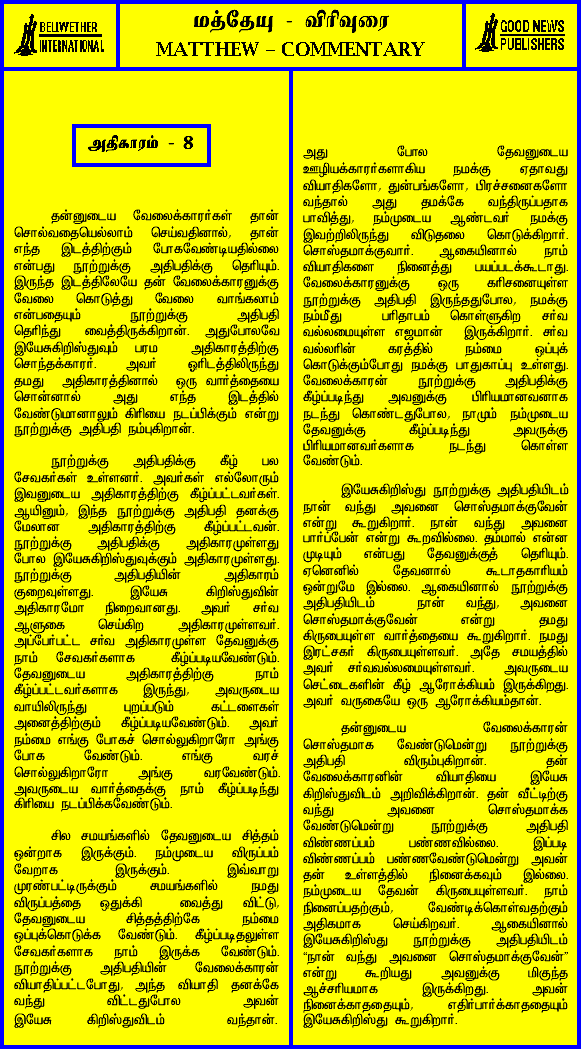 BELLWETHER
INTERNATIONAL
மத்தேயு - விரிவுரை
MATTHEW – COMMENTARY
GOOD NEWS
PUBLISHERS
அதிகாரம் - 8
தன்னுடைய வேலைக்காரர்கள் தான்
சொல்வதையெல்லாம் செய்வதினால், தான்
எந்த இடத்திற்கும் போகவேண்டியதில்லை
என்பது நூற்றுக்கு அதிபதிக்கு தெரியும்.
இருந்த இடத்திலேயே தன் வேலைக்காரனுக்கு
வேலை கொடுத்து வேலை வாங்கலாம்
என்பதையும் நூற்றுக்கு அதிபதி
தெரிந்து வைத்திருக்கிறான். அதுபோலவே
இயேசுகிறிஸ்துவும் பரம அதிகாரத்திற்கு
சொந்தக்காரர். அவர் ஓரிடத்திலிருந்து
தமது அதிகாரத்தினால் ஒரு வார்த்தையை
சொன்னால் அது எந்த இடத்தில்
வேண்டுமானாலும் கிரியை நடப்பிக்கும் என்று
நூற்றுக்கு அதிபதி நம்புகிறான்.
நூற்றுக்கு அதிபதிக்கு கீழ் பல
சேவகர்கள் உள்ளனர். அவர்கள் எல்லோரும்
இவனுடைய அதிகாரத்திற்கு கீழ்ப்பட்டவர்கள்.
ஆயினும், இந்த நூற்றுக்கு அதிபதி தனக்கு
மேலான அதிகாரத்திற்கு கீழ்ப்பட்டவன்.
நூற்றுக்கு அதிபதிக்கு அதிகாரமுள்ளது
போல இயேசுகிறிஸ்துவுக்கும் அதிகாரமுள்ளது.
நூற்றுக்கு அதிபதியின் அதிகாரம்
குறைவுள்ளது. இயேசு கிறிஸ்துவின்
அதிகாரமோ நிறைவானது. அவர் சர்வ
ஆளுகை செய்கிற அதிகாரமுள்ளவர்.
அப்பேர்பட்ட சர்வ அதிகாரமுள்ள தேவனுக்கு
நாம் சேவகர்களாக கீழ்ப்படியவேண்டும்.
தேவனுடைய அதிகாரத்திற்கு நாம்
கீழ்ப்பட்டவர்களாக இருந்து, அவருடைய
வாயிலிருந்து புறப்படும் கட்டளைகள்
அனைத்திற்கும் கீழ்ப்படியவேண்டும். அவர்
நம்மை எங்கு போகச் சொல்லுகிறாரோ அங்கு
போக வேண்டும். எங்கு வரச்
சொல்லுகிறாரோ அங்கு வரவேண்டும்.
அவருடைய வார்த்தைக்கு நாம் கீழ்ப்படிந்து
கிரியை நடப்பிக்கவேண்டும்.
சில சமயங்களில் தேவனுடைய சித்தம்
ஒன்றாக இருக்கும். நம்முடைய விருப்பம்
வேறாக இருக்கும். இவ்வாறு
முரண்பட்டிருக்கும் சமயங்களில் நமது
விருப்பத்தை ஒதுக்கி வைத்து விட்டு,
தேவனுடைய சித்தத்திற்கே நம்மை
ஒப்புக்கொடுக்க வேண்டும். கீழ்ப்படிதலுள்ள
சேவகர்களாக நாம் இருக்க வேண்டும்.
நூற்றுக்கு அதிபதியின் வேலைக்காரன்
வியாதிப்பட்டபோது, அந்த வியாதி தனக்கே
வந்து விட்டதுபோல அவன்
இயேசு கிறிஸ்துவிடம் வந்தான்.
அது போல தேவனுடைய
ஊழியக்காரர்களாகிய நமக்கு ஏதாவது
வியாதிகளோ, துன்பங்களோ, பிரச்சனைகளோ
வந்தால் அது தமக்கே வந்திருப்பதாக
பாவித்து, நம்முடைய ஆண்டவர் நமக்கு
இவற்றிலிருந்து விடுதலை கொடுக்கிறார்.
சொஸ்தமாக்குவார். ஆகையினால் நாம்
வியாதிகளை நினைத்து பயப்படக்கூடாது.
வேலைக்காரனுக்கு ஒரு கரிசனையுள்ள
நூற்றுக்கு அதிபதி இருந்ததுபோல, நமக்கு
நம்மீது பரிதாபம் கொள்ளுகிற சர்வ
வல்லமையுள்ள எஜமான் இருக்கிறார். சர்வ
வல்லரின் கரத்தில் நம்மை ஒப்புக்
கொடுக்கும்போது நமக்கு பாதுகாப்பு உள்ளது.
வேலைக்காரன் நூற்றுக்கு அதிபதிக்கு
கீழ்ப்படிந்து அவனுக்கு பிரியமானவனாக
நடந்து கொண்டதுபோல, நாமும் நம்முடைய
தேவனுக்கு கீழ்ப்படிந்து அவருக்கு
பிரியமானவர்களாக நடந்து கொள்ள
வேண்டும்.
இயேசுகிறிஸ்து நூற்றுக்கு அதிபதியிடம்
நான் வந்து அவனை சொஸ்தமாக்குவேன்
என்று கூறுகிறார். நான் வந்து அவனை
பார்ப்பேன் என்று கூறவில்லை. தம்மால் என்ன
முடியும் என்பது தேவனுக்குத் தெரியும்.
ஏனெனில் தேவனால் கூடாதகாரியம்
ஒன்றுமே இல்லை. ஆகையினால் நூற்றுக்கு
அதிபதியிடம் நான் வந்து, அவனை
சொஸ்தமாக்குவேன் என்று தமது
கிருபையுள்ள வார்த்தையை கூறுகிறார். நமது
இரட்சகர் கிருபையுள்ளவர். அதே சமயத்தில்
அவர் சர்வவல்லமையுள்ளவர். அவருடைய
செட்டைகளின் கீழ் ஆரோக்கியம் இருக்கிறது.
அவர் வருகையே ஒரு ஆரோக்கியம்தான்.
தன்னுடைய வேலைக்காரன்
சொஸ்தமாக வேண்டுமென்று நூற்றுக்கு
அதிபதி விரும்புகிறான். தன்
வேலைக்காரனின் வியாதியை இயேசு
கிறிஸ்துவிடம் அறிவிக்கிறான். தன் வீட்டிற்கு
வந்து அவனை சொஸ்தமாக்க
வேண்டுமென்று நூற்றுக்கு அதிபதி
விண்ணப்பம் பண்ணவில்லை. இப்படி
விண்ணப்பம் பண்ணவேண்டுமென்று அவன்
தன் உள்ளத்தில் நினைக்கவும் இல்லை.
நம்முடைய தேவன் கிருபையுள்ளவர். நாம்
நினைப்பதற்கும், வேண்டிக்கொள்வதற்கும்
அதிகமாக செய்கிறவர். ஆகையினால்
இயேசுகிறிஸ்து நூற்றுக்கு அதிபதியிடம்
“நான் வந்து அவனை சொஸ்தமாக்குவேன்”
என்று கூறியது அவனுக்கு மிகுந்த
ஆச்சரியமாக இருக்கிறது. அவன்
நினைக்காததையும், எதிர்பார்க்காததையும்
இயேசுகிறிஸ்து கூறுகிறார்.